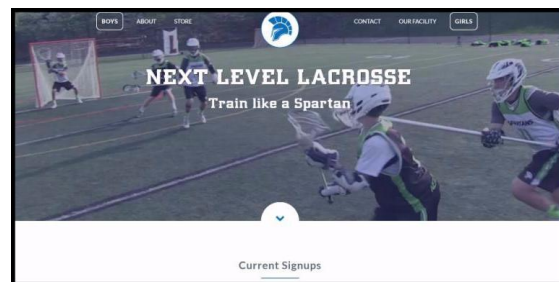 BOYS ABOUT STORE CONTACT OUR FACILITY GIRLS
NEXT LEVEL LACROSSE
Train like a Spartan
Current Signups